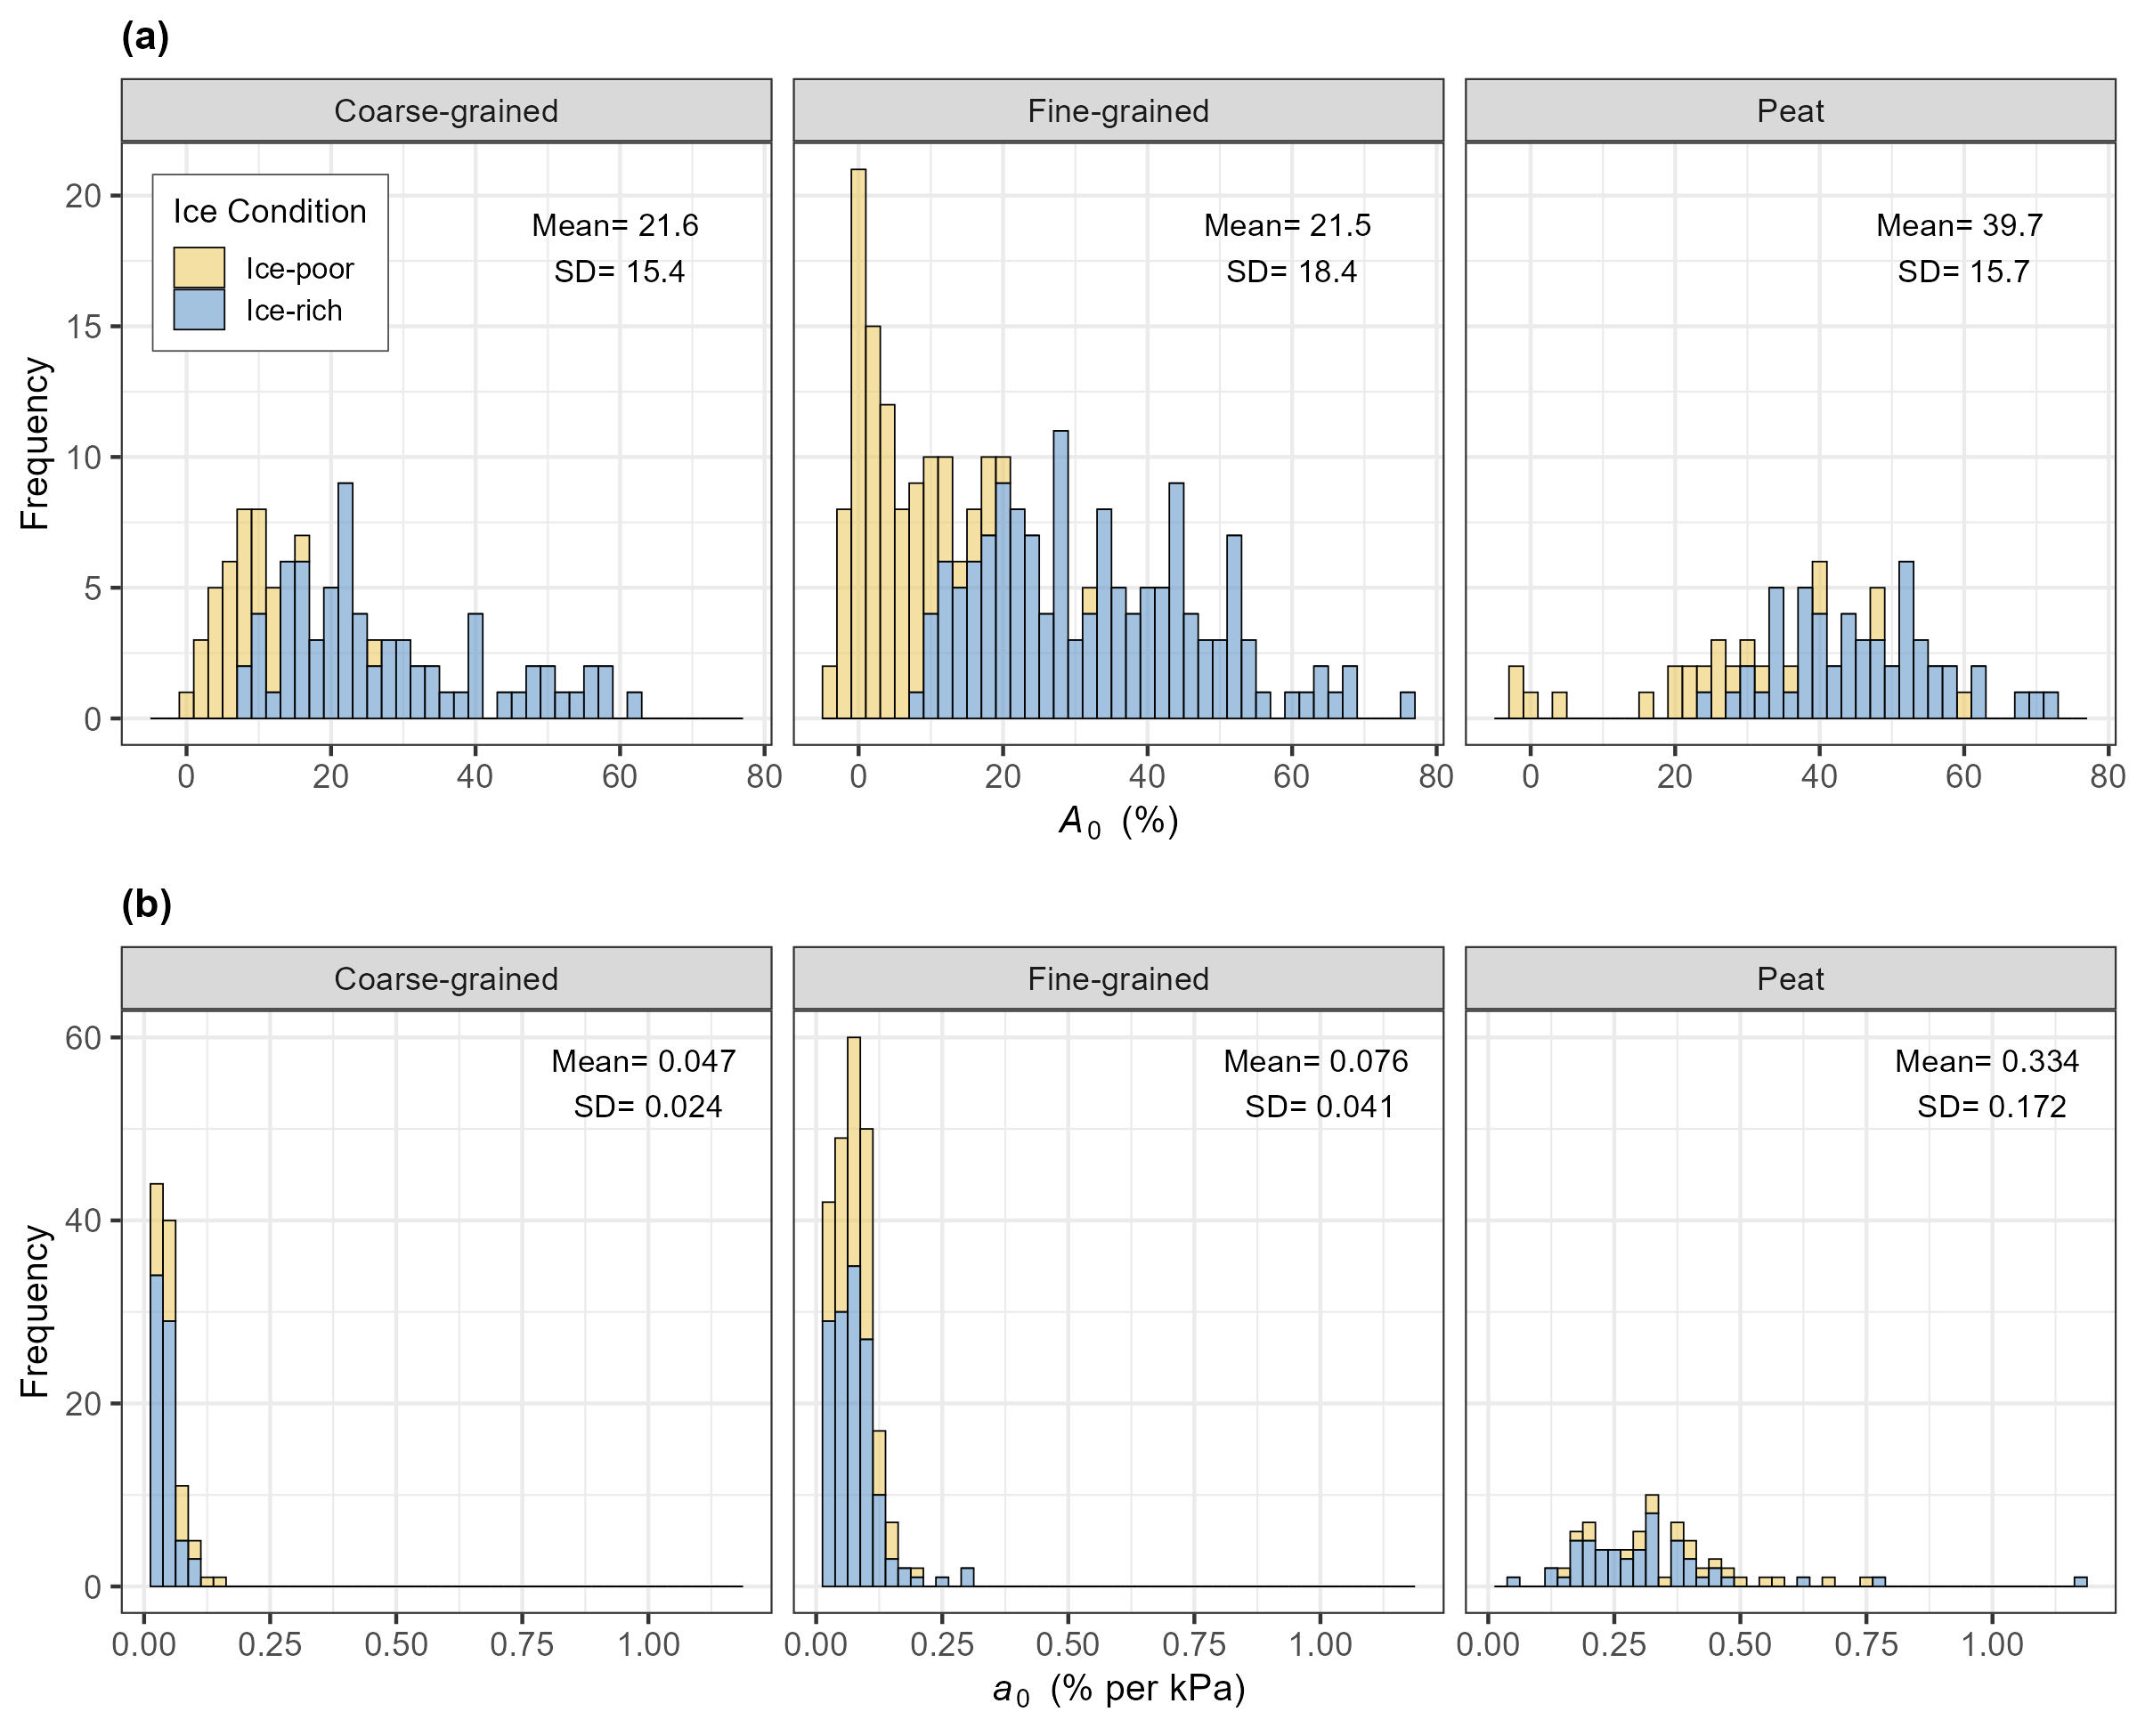 (a)
Coarse-grained Fine-grained Peat
Ice Condition
Ice-poor
Ice-rich
Mean= 21.6
SD= 15.4
Mean= 21.5
SD= 18.4
Mean= 39.7
SD= 15.7
Frequency
20
15
10
5
0
0 20 40 60 80 0 20 40 60 80 0 20 40 60 80
A0 (%)
(b)
Coarse-grained Fine-grained Peat
Mean= 0.047
SD= 0.024
Mean= 0.076
SD= 0.041
Mean= 0.334
SD= 0.172
Frequency
60
40
20
0
0.00 0.25 0.50 0.75 1.00 0.00 0.25 0.50 0.75 1.00 0.00 0.25 0.50 0.75 1.00
a0 (% per kPa)